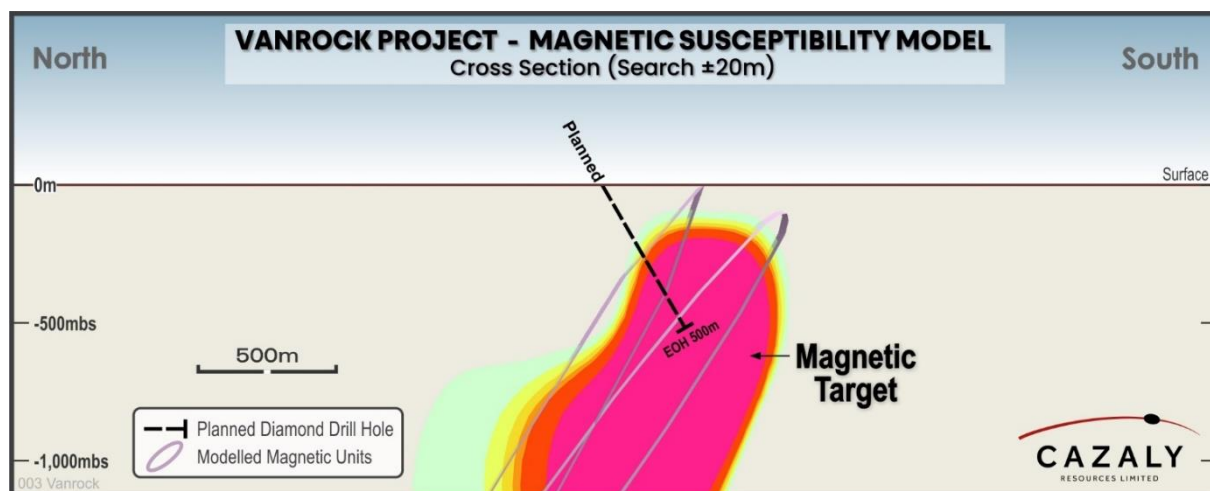 VANROCK PROJECT - MAGNETIC SUSCEPTIBILITY MODEL
Cross Section (Search ±20m)
North
South
Planned
0m
Surface
-500mbs
EOH 500m
500m
Magnetic
Target
Planned Diamond Drill Hole
Modelled Magnetic Units
-1,000mbs
003 Vanrock
CAZALY
RESOURCES LIMITED